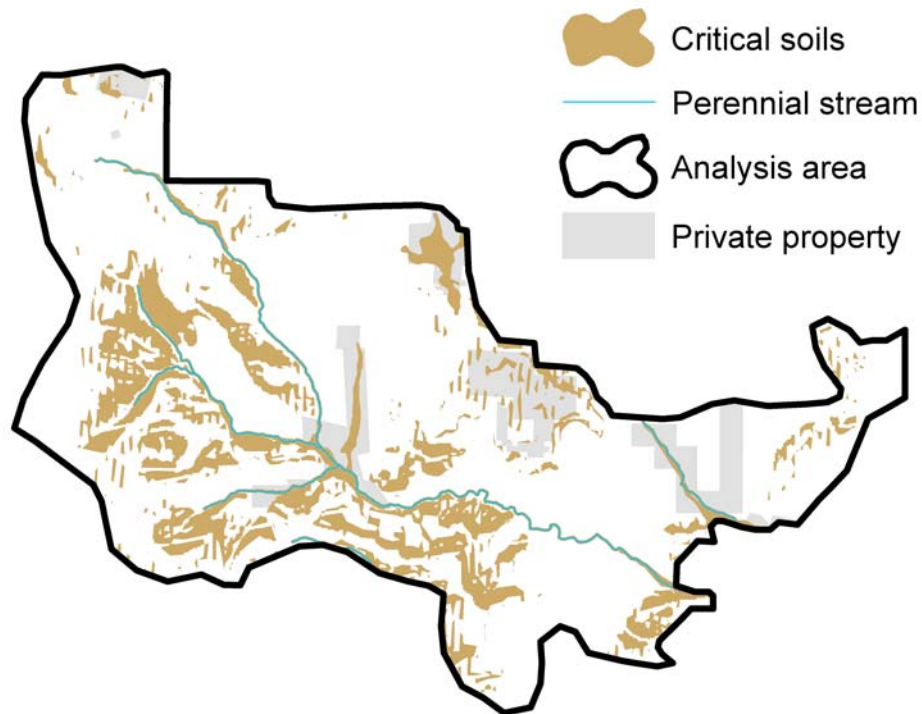 Critical soils
Perennial stream
Analysis area
Private property